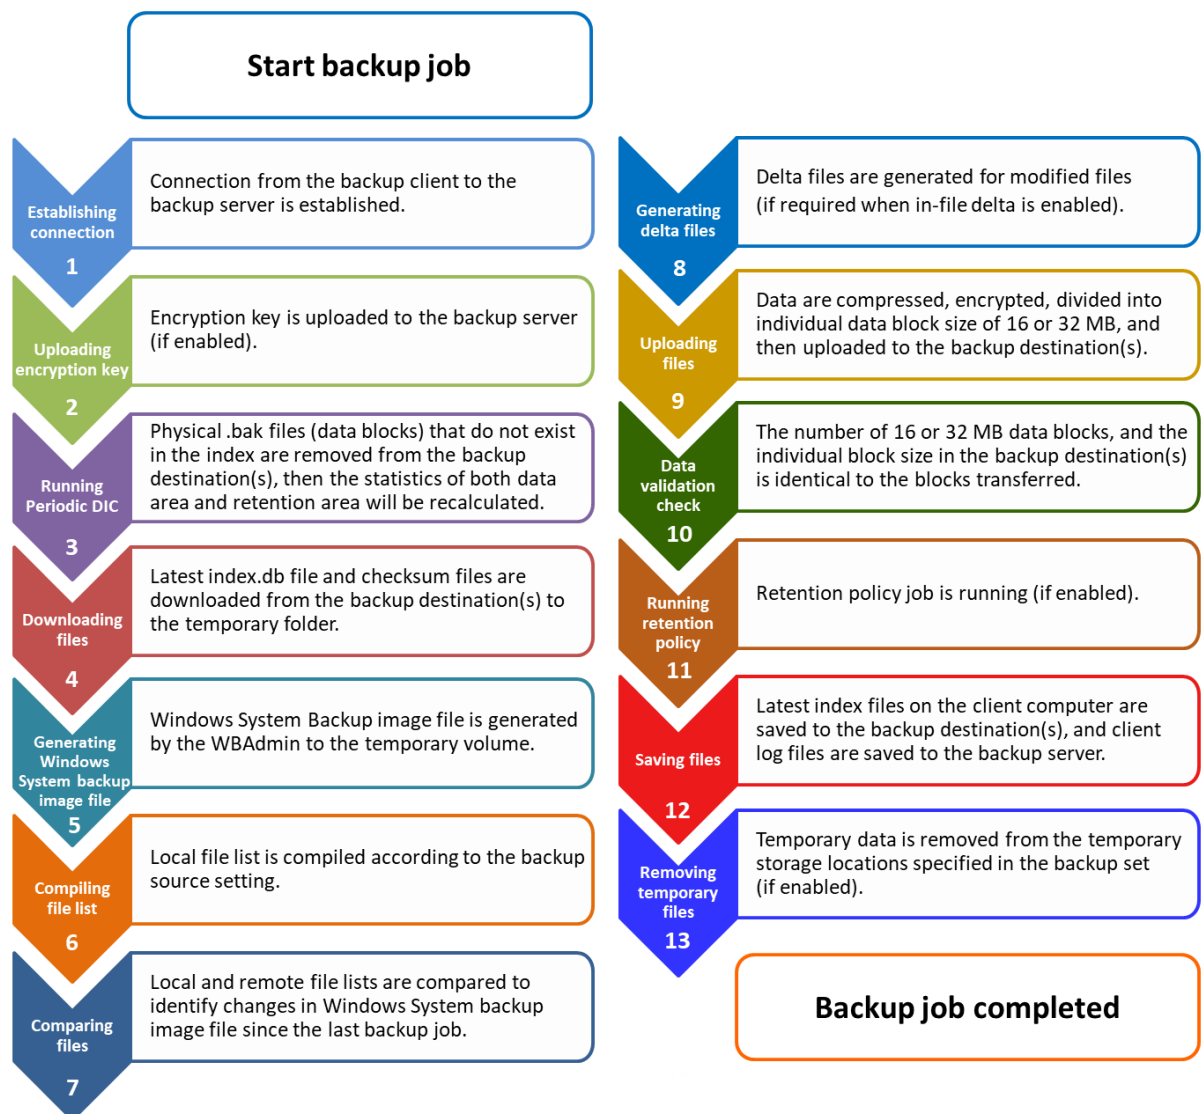 Start backup job
Establishing
connection
1
Connection from the backup client to the
backup server is established.
Uploading
encryption key
2
Encryption key is uploaded to the backup server
(if enabled).
Running
Periodic DIC
3
Physical .bak files (data blocks) that do not exist
in the index are removed from the backup
destination(s), then the statistics of both data
area and retention area will be recalculated.
Downloading
files
4
Latest index.db file and checksum files are
downloaded from the backup destination(s) to
the temporary folder.
Generating
Windows
System backup
image file
5
Windows System Backup image file is generated
by the WBAdmin to the temporary volume.
Compiling
file list
6
Local file list is compiled according to the backup
source setting.
Comparing
files
7
Local and remote file lists are compared to
identify changes in Windows System backup
image file since the last backup job.
Generating
delta files
8
Delta files are generated for modified files
(if required when in-file delta is enabled).
Uploading
files
9
Data are compressed, encrypted, divided into
individual data block size of 16 or 32 MB, and
then uploaded to the backup destination(s).
Data
validation
check
10
The number of 16 or 32 MB data blocks, and the
individual block size in the backup destination(s)
is identical to the blocks transferred.
Running
retention
policy
11
Retention policy job is running (if enabled).
Saving files
12
Latest index files on the client computer are
saved to the backup destination(s), and client
log files are saved to the backup server.
Removing
temporary
files
13
Temporary data is removed from the temporary
storage locations specified in the backup set
(if enabled).
Backup job completed